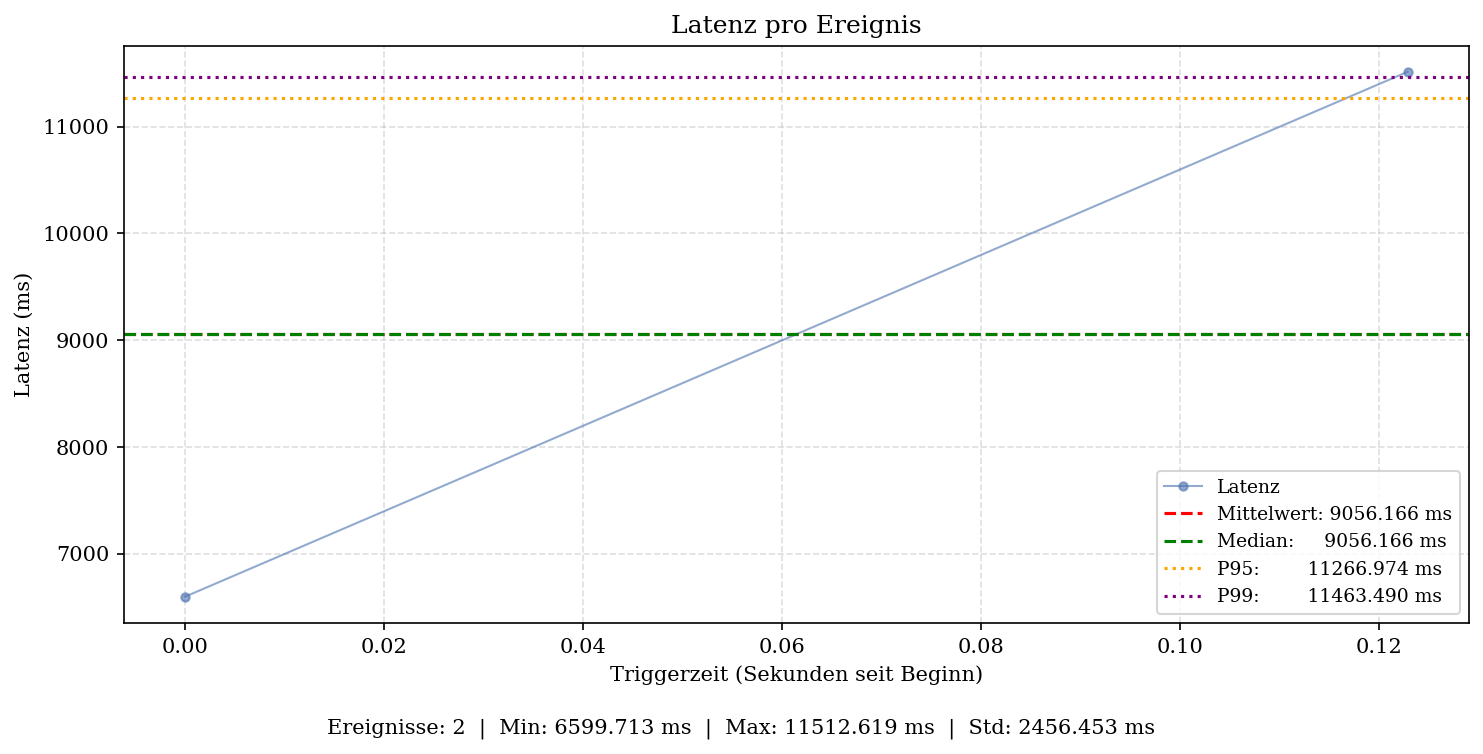 Latenz pro Ereignis
Latenz (ms)
11000
10000
9000
8000
7000
Latenz
Mittelwert: 9056.166 ms
Median: 9056.166 ms
P95: 11266.974 ms
P99: 11463.490 ms
0.00 0.02 0.04 0.06 0.08 0.10 0.12
Triggerzeit (Sekunden seit Beginn)
Ereignisse: 2 | Min: 6599.713 ms | Max: 11512.619 ms | Std: 2456.453 ms